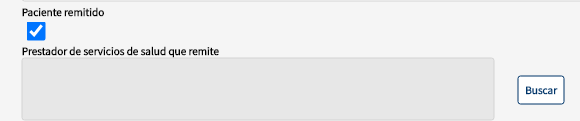 Paciente remitido
Prestador de servicios de salud que remite
Buscar